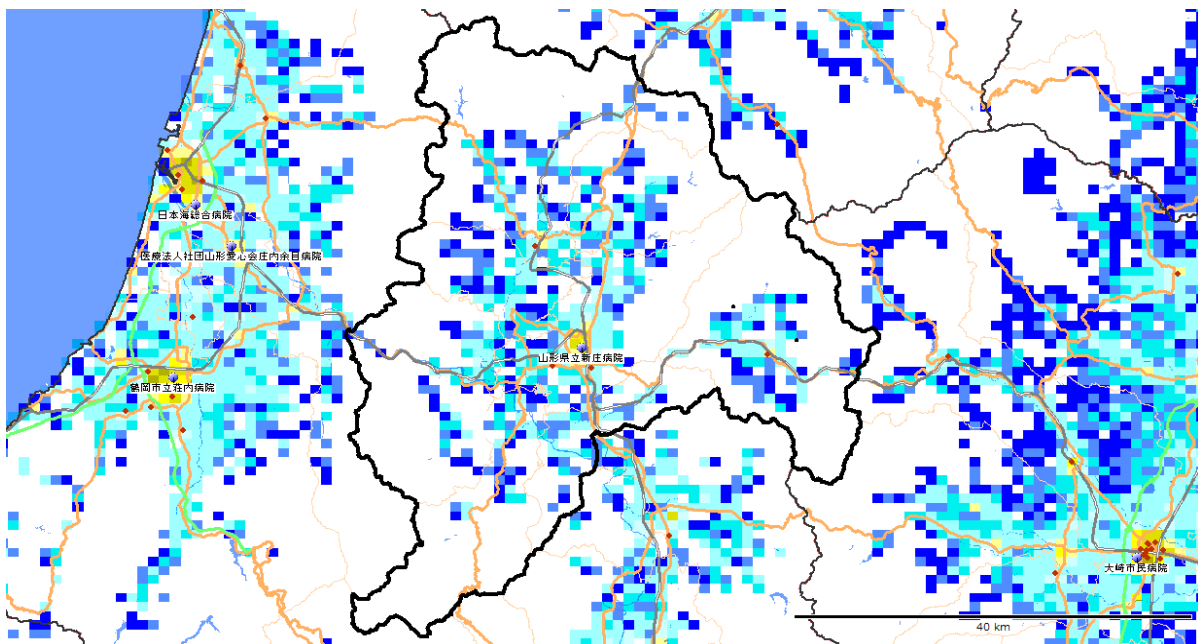 日本海総合病院
医療法人社団山形愛心会庄内余目病院
山形県立新庄病院
鶴岡市立荘内病院
大崎市民病院
40 km